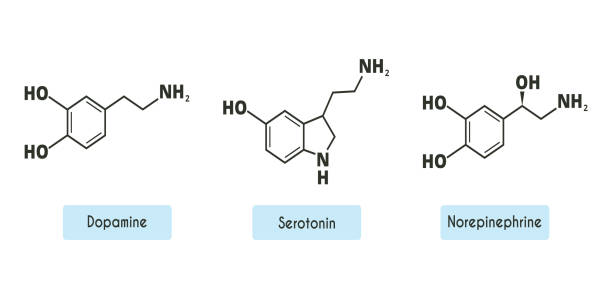 HO
HO
NH₂
Dopamine
HO
NH₂
N
H
Serotonin
HO
HO
OH
NH₂
Norepinephrine